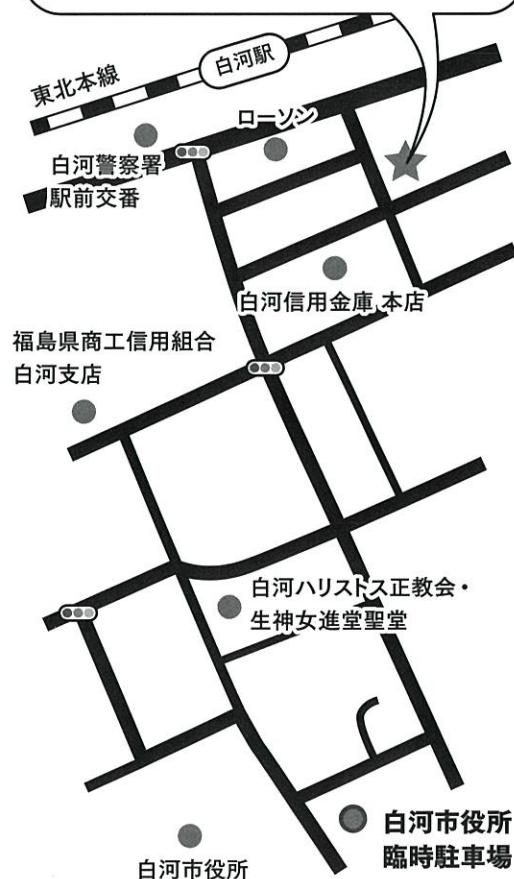 白河駅
東北本線
ローソン
白河警察署
駅前交番
白河信用金庫 本店
福島県商工信用組合
白河支店
白河ハリストス正教会・
生神女進堂聖堂
白河市役所
臨時駐車場
白河市役所